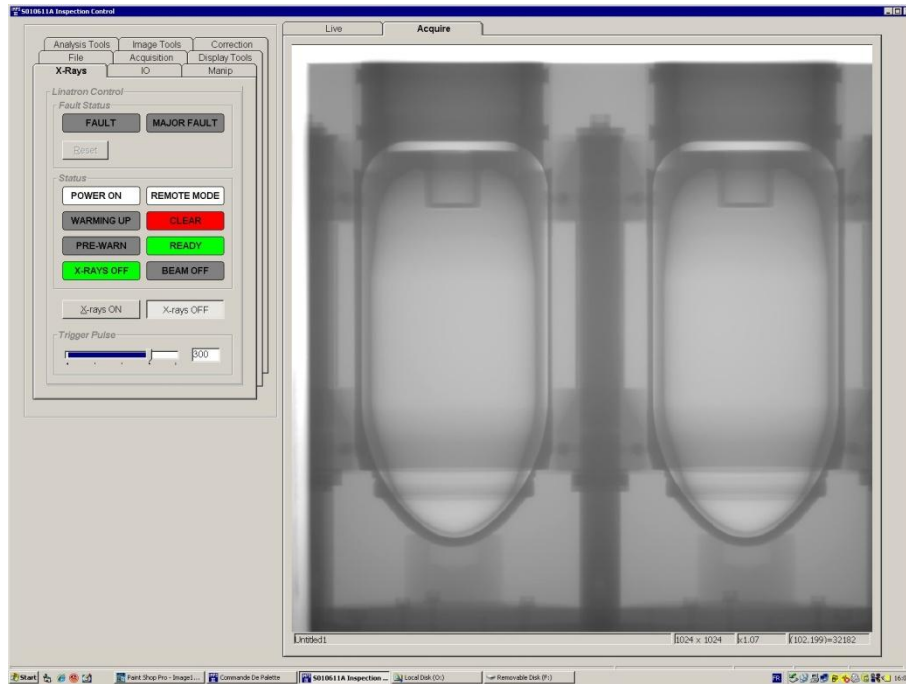 S010611A Inspection Control
Live
Acquire
Analysis Tools
Image Tools
Correction
File
Acquisition
Display Tools
X-Rays
IO
Manip
Linatron Control
Fault Status
FAULT
MAJOR FAULT
Reset
Status
POWER ON
REMOTE MODE
WARMING UP
CLEAR
PRE-WARN
READY
X-RAYS OFF
BEAM OFF
X-rays ON
X-rays OFF
Trigger Pulse
300
Untitled1
1024 x 1024
x1.07
(102.199)=32182
Start
Paint Shop Pro - Image1...
Commande De Palette
S010611A Inspection ...
Local Disk (O:)
Removable Disk (P:)